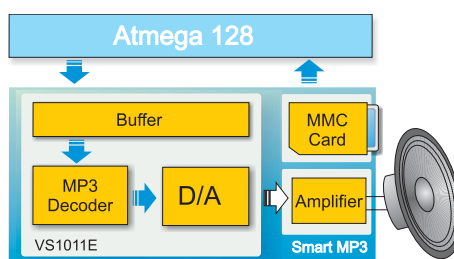 Atmega 128
Buffer
MMC
Card
MP3
Decoder
D/A
Amplifier
VS1011E
Smart MP3